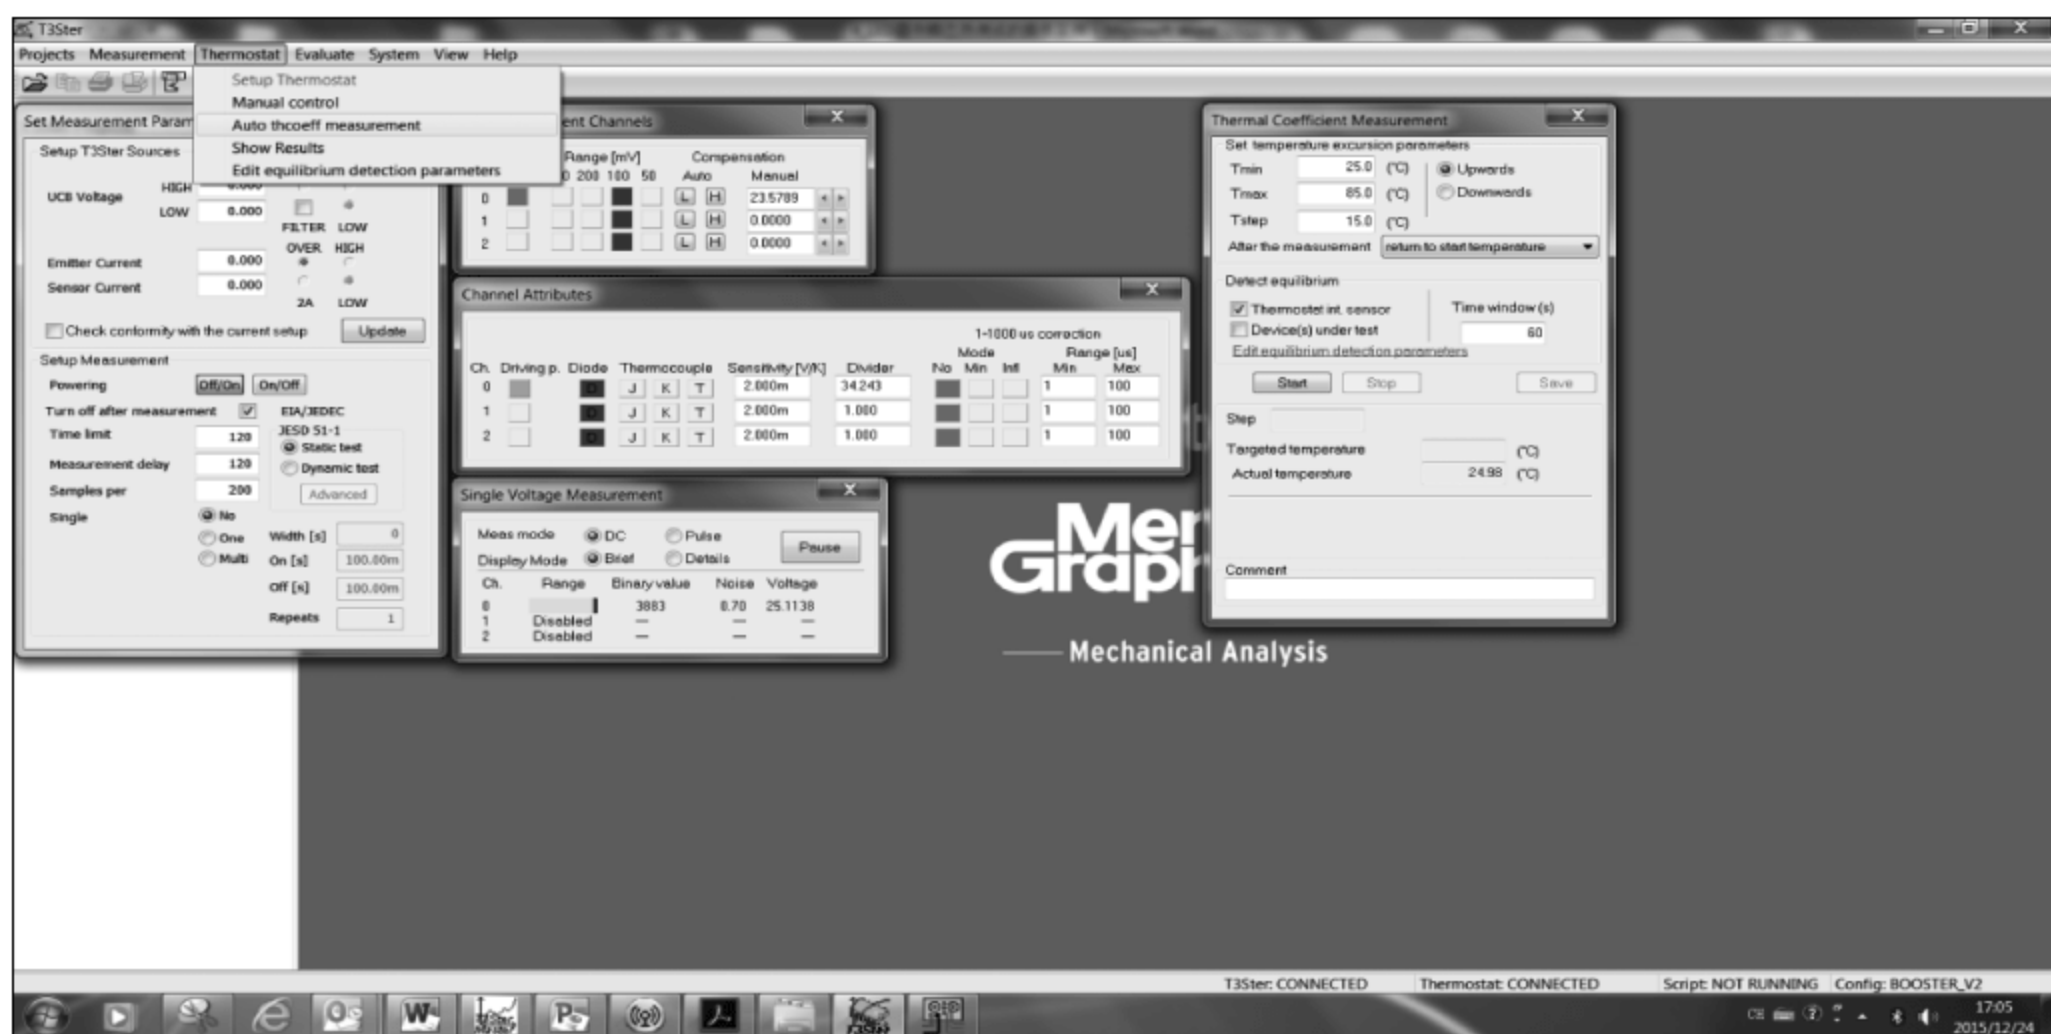 T3Ster
Projects Measurement Thermostat Evaluate System View Help
Setup Thermostat
Manual control
Auto thcoeff measurement
Show Results
Edit equilibrium detection parameters
Set Measurement Param
Setup T3Ster Sources
UCB Voltage HIGH 0.000
LOW 0.000
FILTER LOW
OVER HIGH
Emitter Current 0.000
Sensor Current 0.000
2A LOW
Check conformity with the current setup Update
Setup Measurement
Powering Off/On On/Off
Turn off after measurement EIA/JEDEC
JESD 51-1
Time limit 120 Static test
Measurement delay 120 Dynamic test
Samples per 200 Advanced
Single No
One Width [s] 0
Multi On [s] 100.00m
Off [s] 100.00m
Repeats 1
ent Channels
Range [mV] Compensation
0 200 100 50 Auto Manual
0 L H 23.5789
1 L H 0.0000
2 L H 0.0000
Channel Attributes
1-1000 us correction
Mode Range [us]
Ch. Driving p. Diode Thermocouple Sensitivity [V/K] Divider No Min Infl Min Max
0 D J K T 2.000m 34.243 1 100
1 D J K T 2.000m 1.000 1 100
2 D J K T 2.000m 1.000 1 100
Single Voltage Measurement
Meas mode DC Pulse
Pause
Display Mode Brief Details
Ch. Range Binary value Noise Voltage
0 3883 0.70 25.1138
1 Disabled — — —
2 Disabled — — —
Mer
Graph
Mechanical Analysis
Thermal Coefficient Measurement
Set temperature excursion parameters
Tmin 25.0 (°C) Upwards
Tmax 85.0 (°C) Downwards
Tstep 15.0 (°C)
After the measurement return to start temperature
Detect equilibrium
Thermostat int. sensor Time window (s)
Device(s) under test 60
Edit equilibrium detection parameters
Start Stop Save
Step
Targeted temperature (°C)
Actual temperature 24.98 (°C)
Comment
T3Ster: CONNECTED Thermostat: CONNECTED Script: NOT RUNNING Config: BOOSTER_V2
CH 17:05
2015/12/24